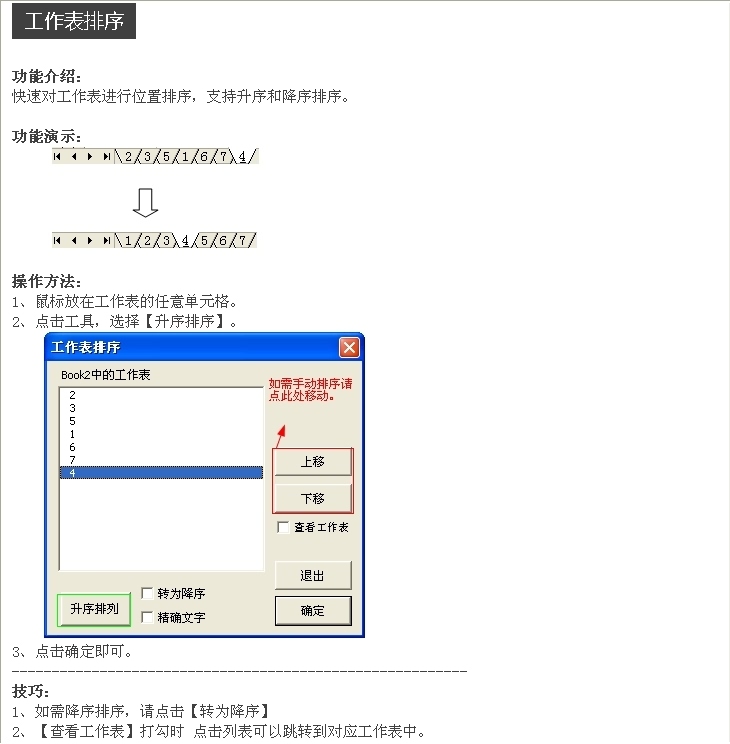 工作表排序
功能介绍：
快速对工作表进行位置排序，支持升序和降序排序。
功能演示：
\2/3/5/1/6/7\4/
\1/2/3\4/5/6/7/
操作方法：
1、鼠标放在工作表的任意单元格。
2、点击工具，选择【升序排序】。
工作表排序
Book2中的工作表
如需手动排序请
点此处移动。
2
3
5
1
6
7
4
上移
下移
查看工作表
退出
升序排列
转为降序
精确文字
确定
3、点击确定即可。
------------------------------------------------------------
技巧：
1、如需降序排序，请点击【转为降序】
2、【查看工作表】打勾时 点击列表可以跳转到对应工作表中。